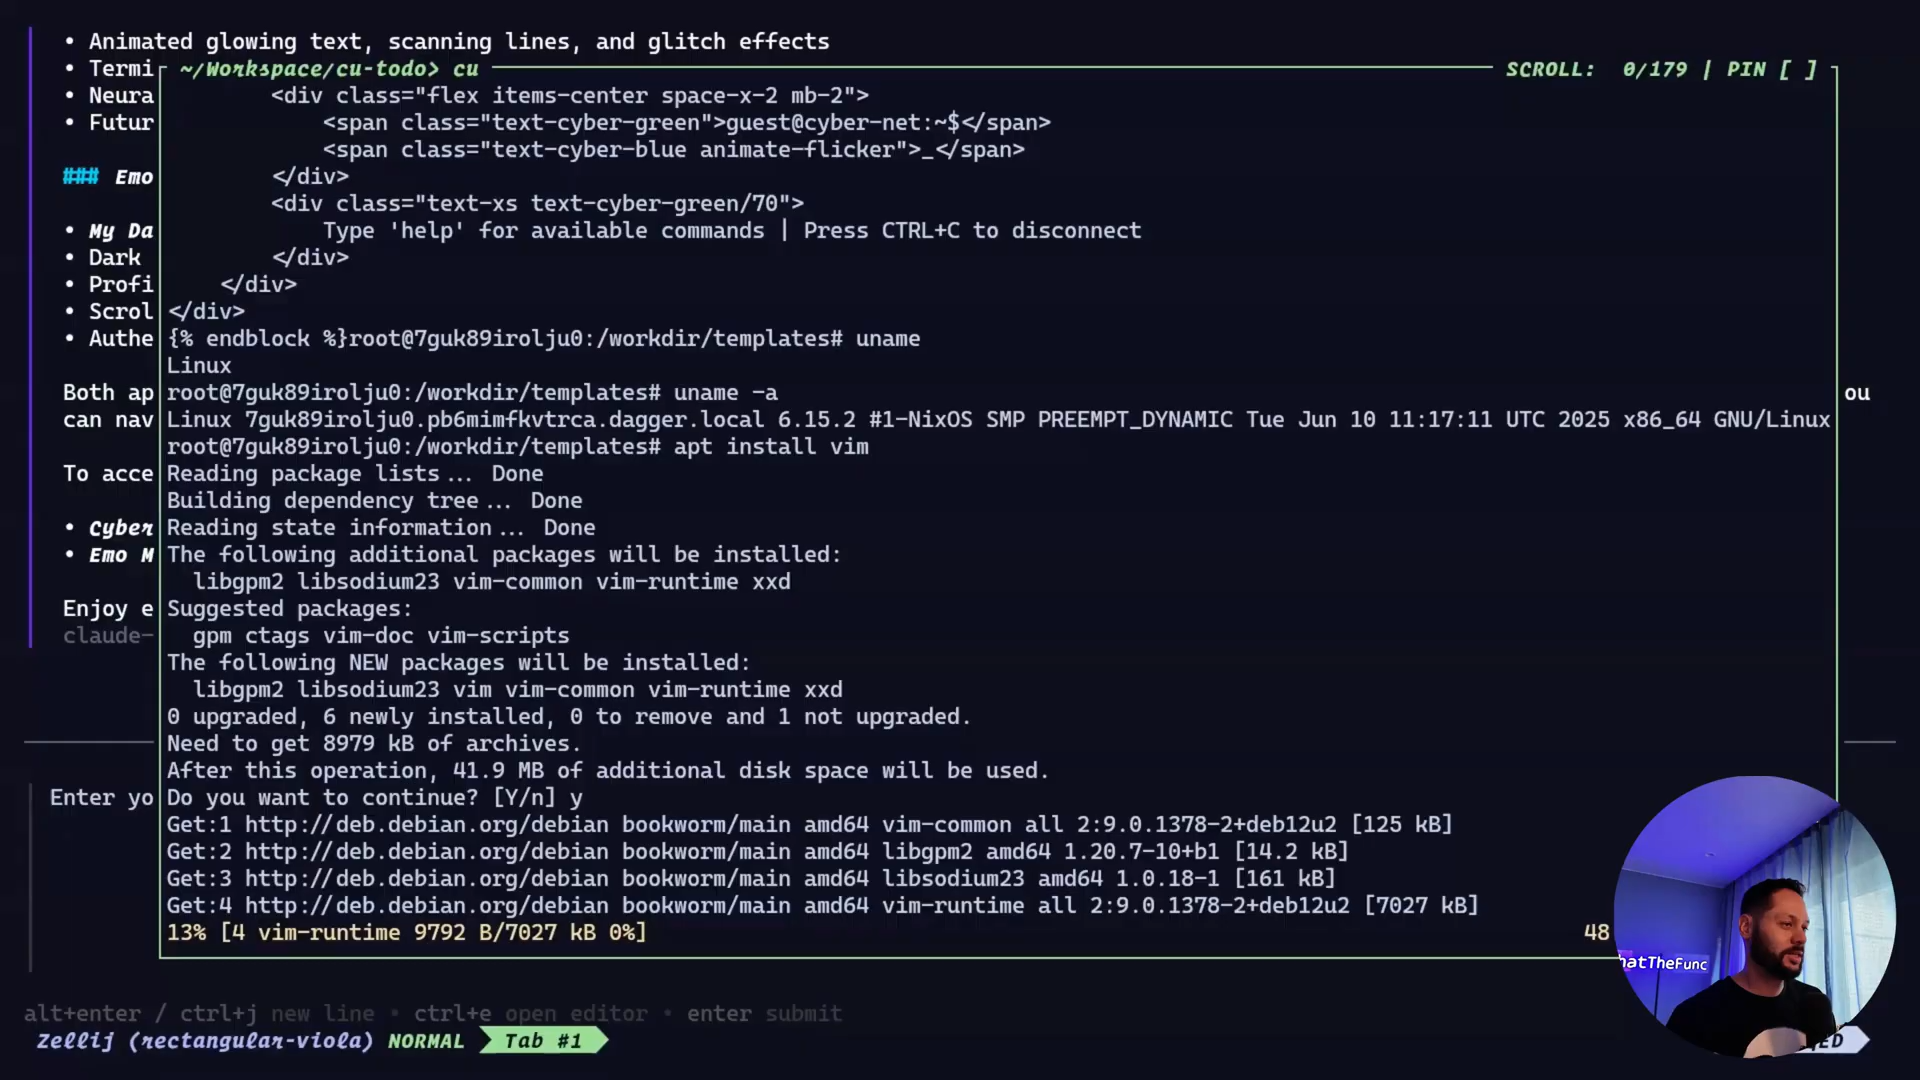 • Animated glowing text, scanning lines, and glitch effects
• Termi
~/Workspace/cu-todo> cu
SCROLL:  0/179 | PIN [ ]
• Neura
<div class="flex items-center space-x-2 mb-2">
• Futur
<span class="text-cyber-green">guest@cyber-net:~$</span>
<span class="text-cyber-blue animate-flicker">_</span>
### Emo
</div>
<div class="text-xs text-cyber-green/70">
• My Da
Type 'help' for available commands | Press CTRL+C to disconnect
• Dark
</div>
• Profi
</div>
• Scrol
</div>
• Authe
{% endblock %}root@7guk89irolju0:/workdir/templates# uname
Linux
Both ap
root@7guk89irolju0:/workdir/templates# uname -a
ou
can nav
Linux 7guk89irolju0.pb6mimfkvtrca.dagger.local 6.15.2 #1-NixOS SMP PREEMPT_DYNAMIC Tue Jun 10 11:17:11 UTC 2025 x86_64 GNU/Linux
root@7guk89irolju0:/workdir/templates# apt install vim
To acce
Reading package lists... Done
Building dependency tree... Done
• Cyber
Reading state information... Done
• Emo M
The following additional packages will be installed:
libgpm2 libsodium23 vim-common vim-runtime xxd
Enjoy e
Suggested packages:
claude-
gpm ctags vim-doc vim-scripts
The following NEW packages will be installed:
libgpm2 libsodium23 vim vim-common vim-runtime xxd
0 upgraded, 6 newly installed, 0 to remove and 1 not upgraded.
Need to get 8979 kB of archives.
After this operation, 41.9 MB of additional disk space will be used.
Enter yo
Do you want to continue? [Y/n] y
Get:1 http://deb.debian.org/debian bookworm/main amd64 vim-common all 2:9.0.1378-2+deb12u2 [125 kB]
Get:2 http://deb.debian.org/debian bookworm/main amd64 libgpm2 amd64 1.20.7-10+b1 [14.2 kB]
Get:3 http://deb.debian.org/debian bookworm/main amd64 libsodium23 amd64 1.0.18-1 [161 kB]
Get:4 http://deb.debian.org/debian bookworm/main amd64 vim-runtime all 2:9.0.1378-2+deb12u2 [7027 kB]
13% [4 vim-runtime 9792 B/7027 kB 0%]
48
hatTheFunc
alt+enter / ctrl+j new line • ctrl+e open editor • enter submit
Zellij (rectangular-viola) NORMAL Tab #1
ED